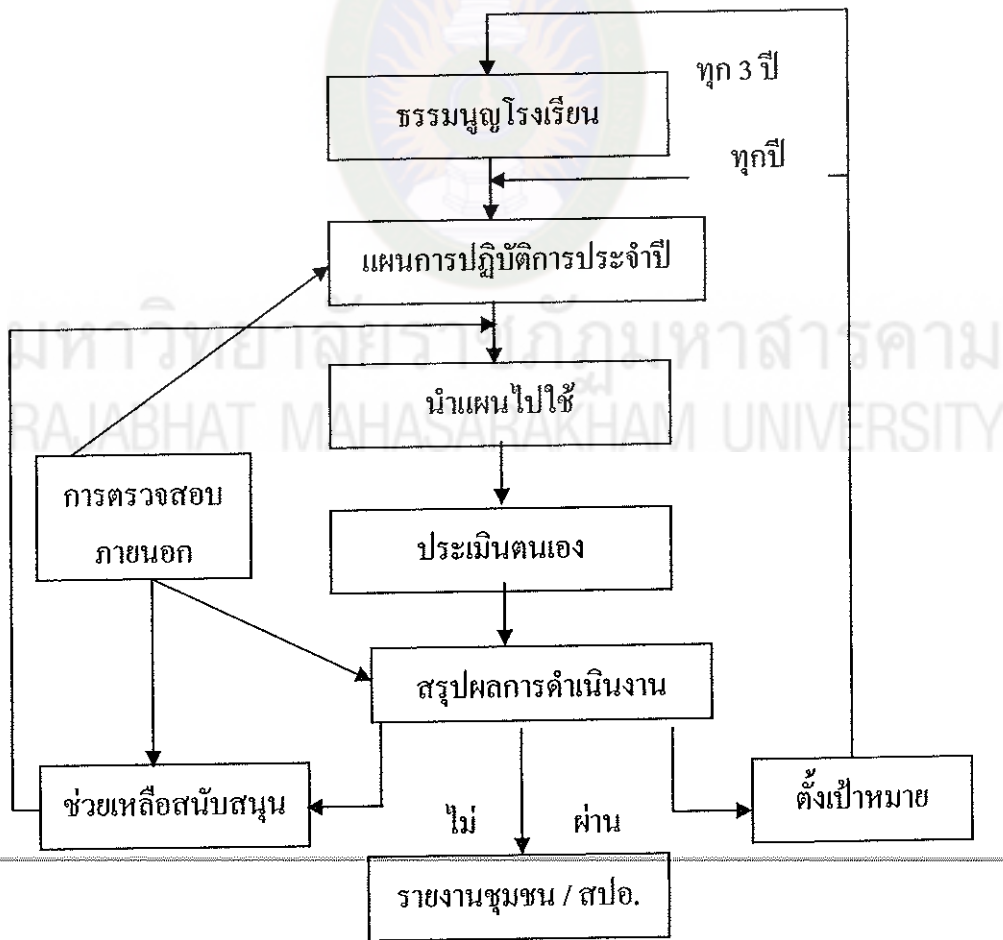 ทุก 3 ปี
ธรรมนูญโรงเรียน
ทุกปี
แผนการปฏิบัติการประจำปี
มหาวิทยาลัยราชภัฏมหาสารคาม
นำแผนไปใช้
RAJABHAT MAHASARAKHAM UNIVERSITY
การตรวจสอบ
ภายนอก
ประเมินตนเอง
สรุปผลการดำเนินงาน
ช่วยเหลือสนับสนุน
ตั้งเป้าหมาย
ไม่ ผ่าน
รายงานชุมชน / สปอ.